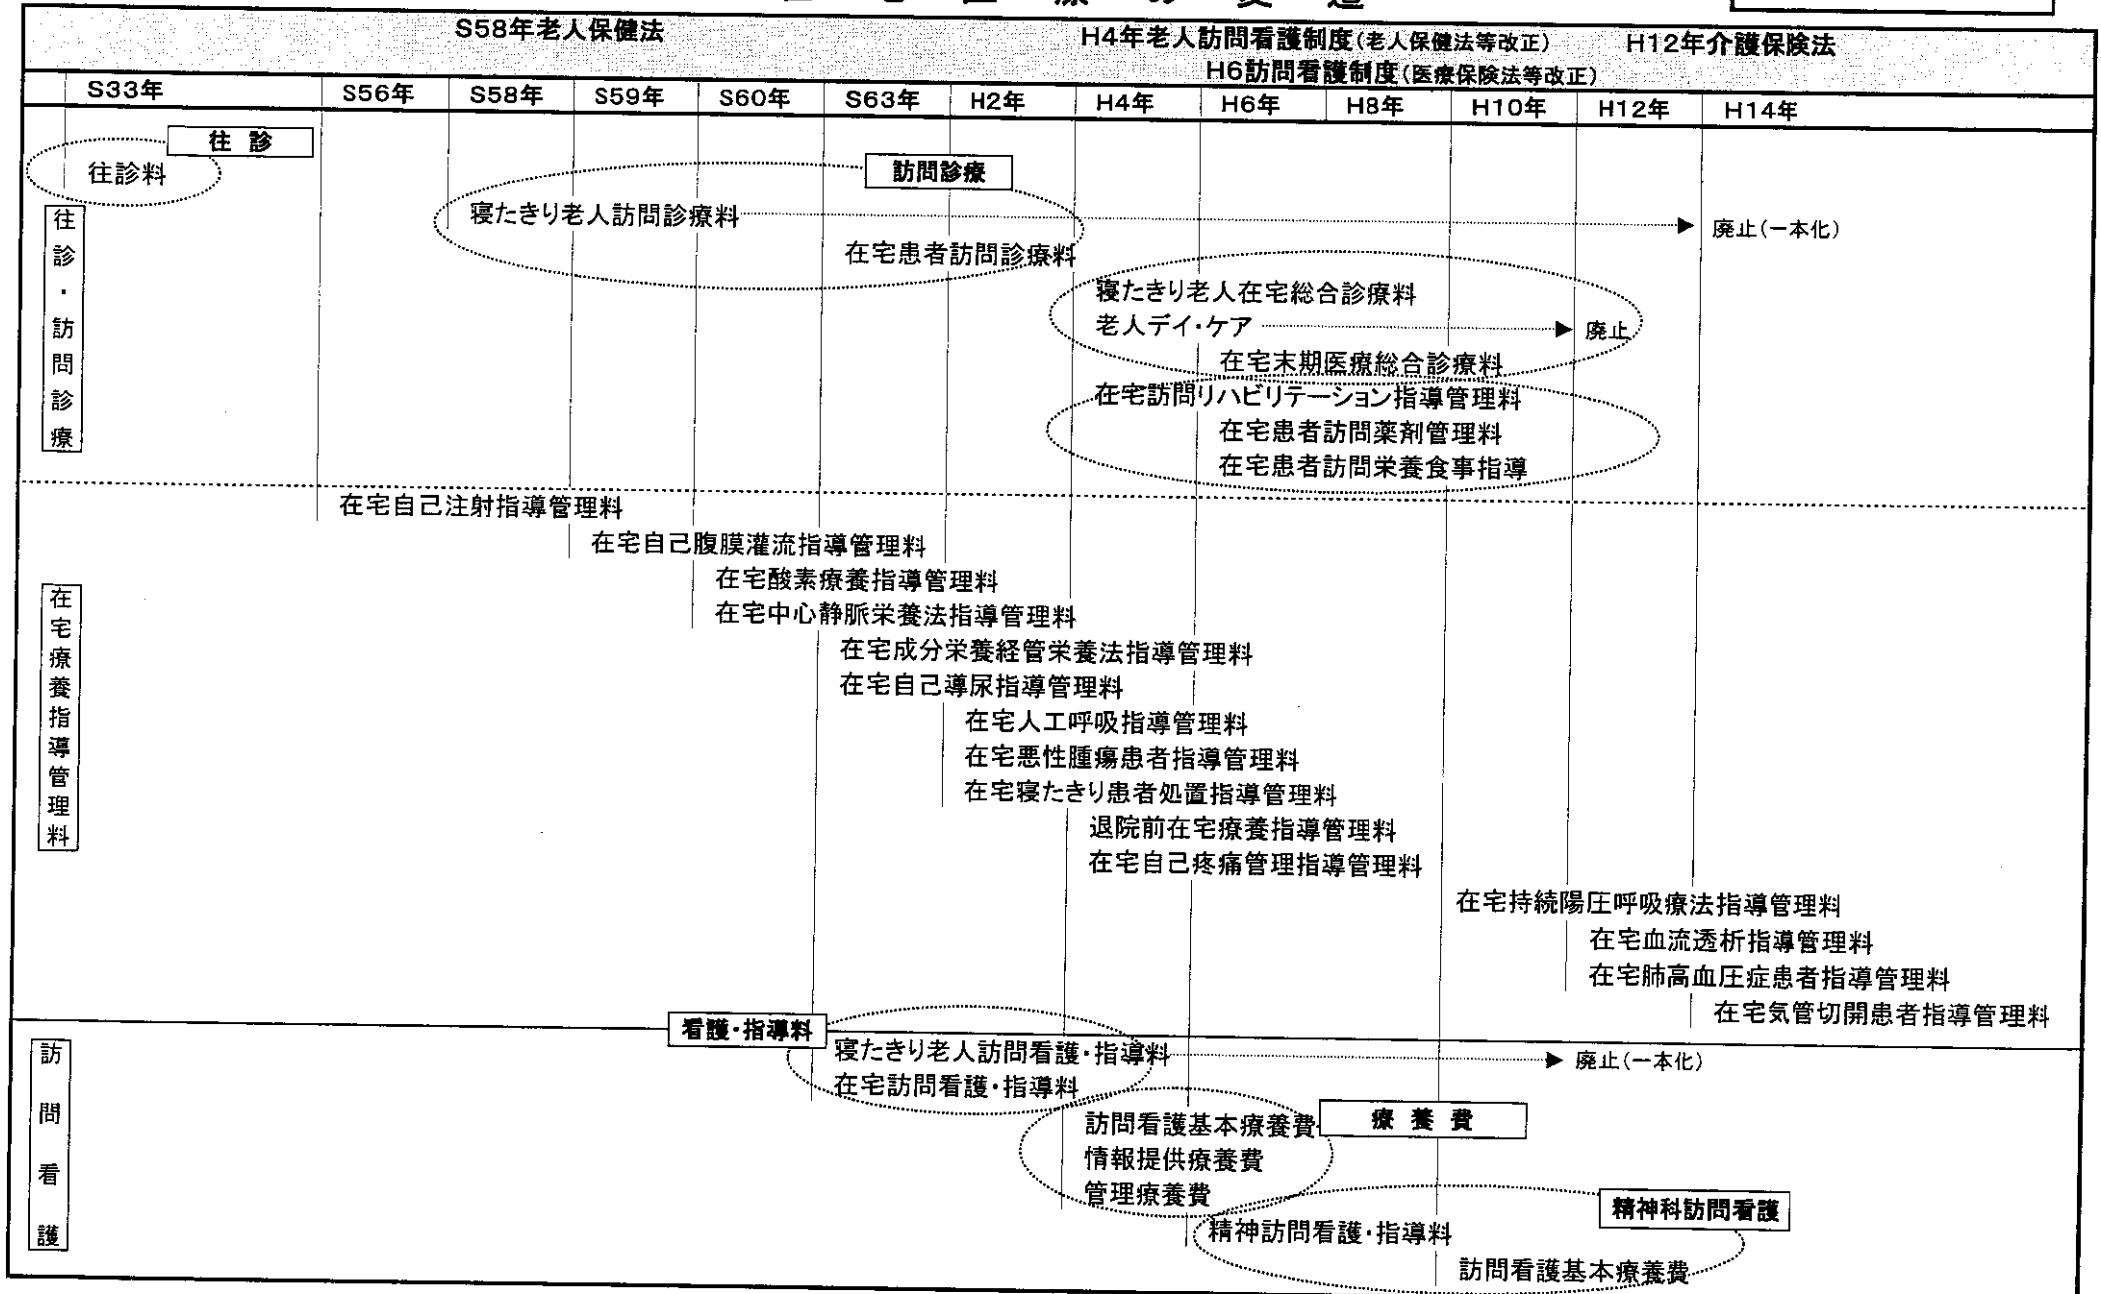 S58年老人保健法
H4年老人訪問看護制度(老人保健法等改正)
H12年介護保険法
H6訪問看護制度(医療保険法等改正)
S33年 S56年 S58年 S59年 S60年 S63年 H2年 H4年 H6年 H8年 H10年 H12年 H14年
往診・訪問診療
往 診
往診料
訪問診療
寝たきり老人訪問診療料 廃止(一本化)
在宅患者訪問診療料
寝たきり老人在宅総合診療料
老人デイ・ケア 廃止
在宅末期医療総合診療料
在宅訪問リハビリテーション指導管理料
在宅患者訪問薬剤管理料
在宅患者訪問栄養食事指導
在宅療養指導管理料
在宅自己注射指導管理料
在宅自己腹膜灌流指導管理料
在宅酸素療養指導管理料
在宅中心静脈栄養法指導管理料
在宅成分栄養経管栄養法指導管理料
在宅自己導尿指導管理料
在宅人工呼吸指導管理料
在宅悪性腫瘍患者指導管理料
在宅寝たきり患者処置指導管理料
退院前在宅療養指導管理料
在宅自己疼痛管理指導管理料
在宅持続陽圧呼吸療法指導管理料
在宅血流透析指導管理料
在宅肺高血圧症患者指導管理料
在宅気管切開患者指導管理料
訪問看護
看護・指導料
寝たきり老人訪問看護・指導料 廃止(一本化)
在宅訪問看護・指導料
訪問看護基本療養費
療 養 費
情報提供療養費
管理療養費
精神科訪問看護
精神訪問看護・指導料
訪問看護基本療養費